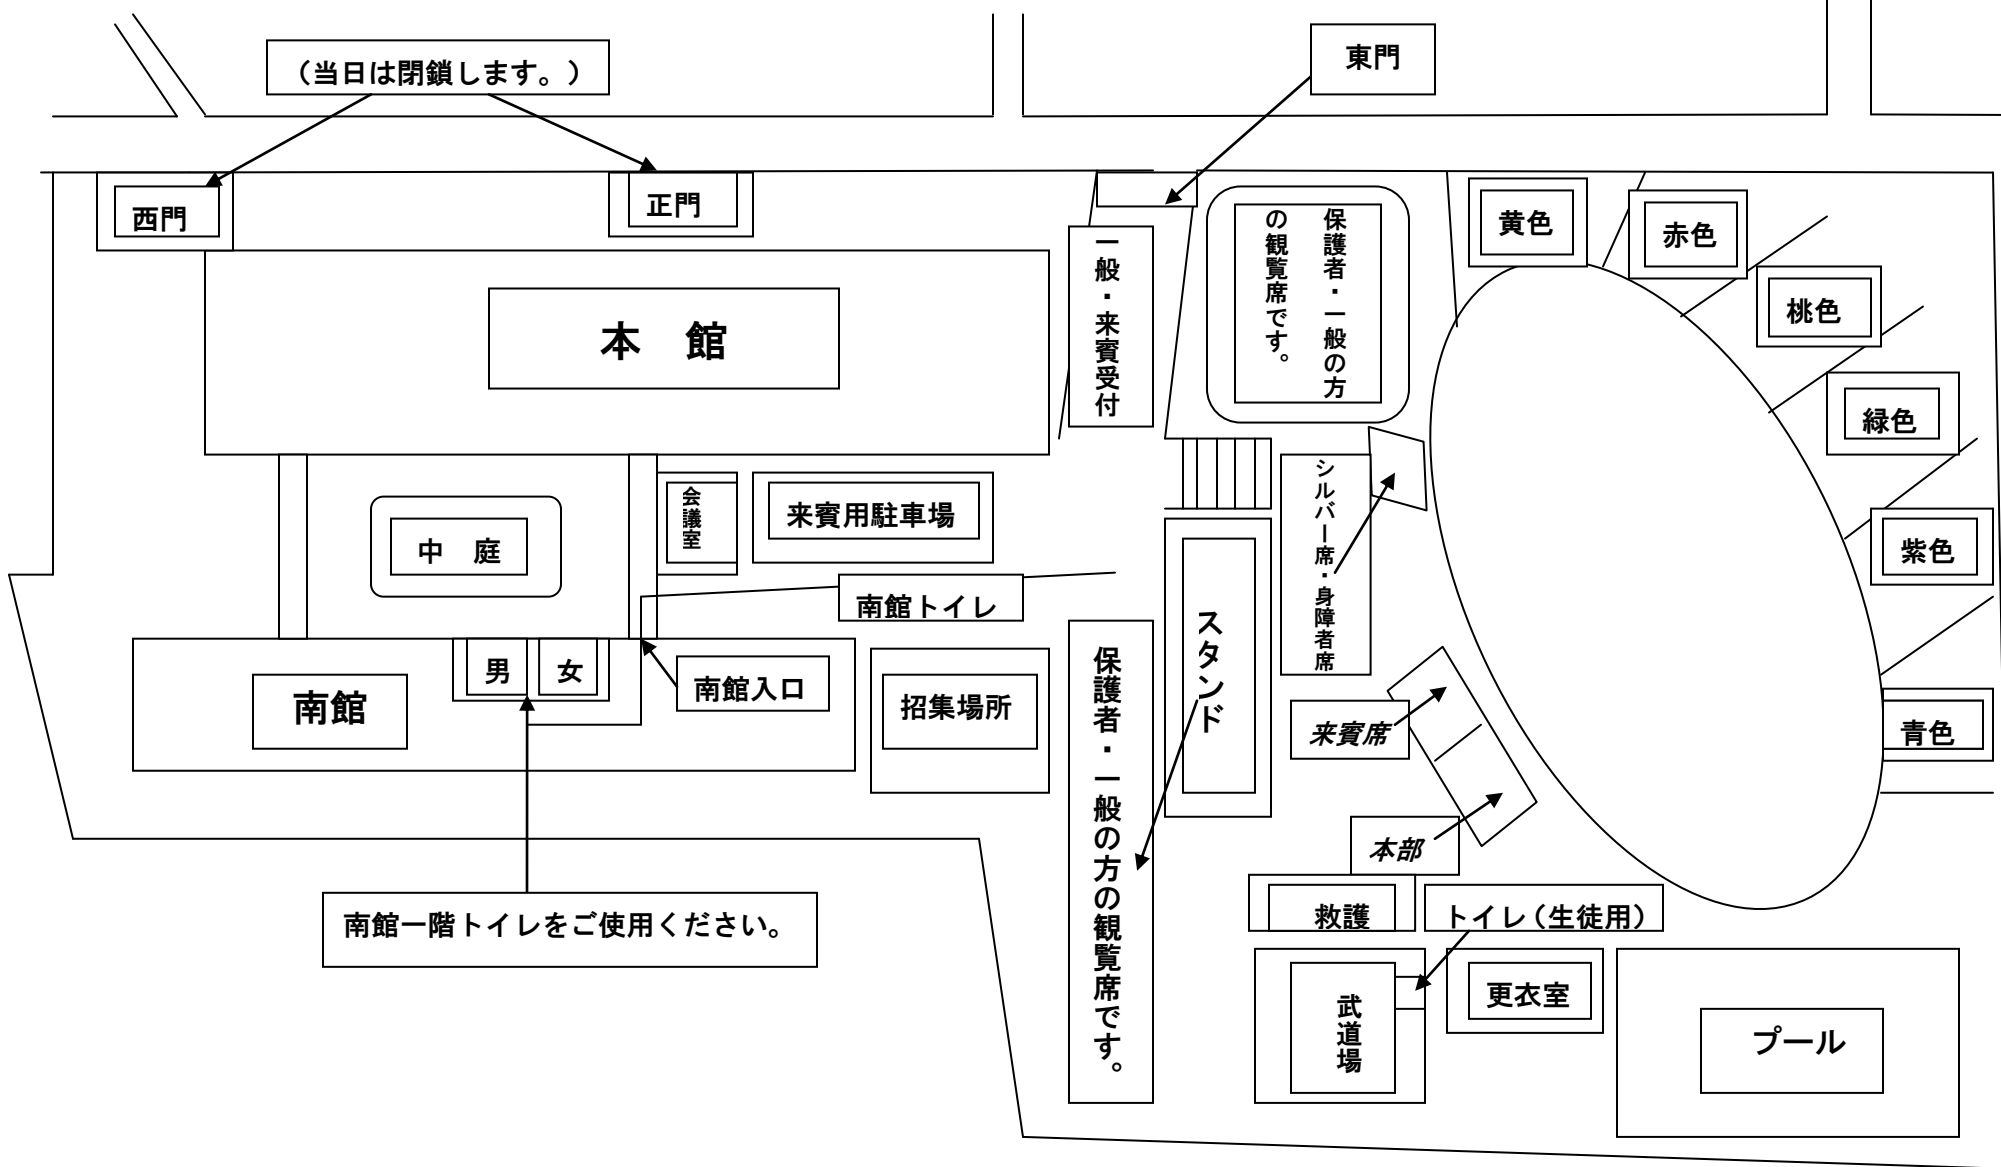 （当日は閉鎖します。）
東門
西門
正門
黄色
赤色
桃色
緑色
紫色
青色
一般・来賓受付
保護者・一般の方
の観覧席です。
本　館
シルバー席・身障者席
会議室
来賓用駐車場
中　庭
南館トイレ
スタンド
男
女
南館入口
南館
招集場所
保護者・一般の方の観覧席です。
来賓席
本部
救護
トイレ（生徒用）
南館一階トイレをご使用ください。
武道場
更衣室
プール